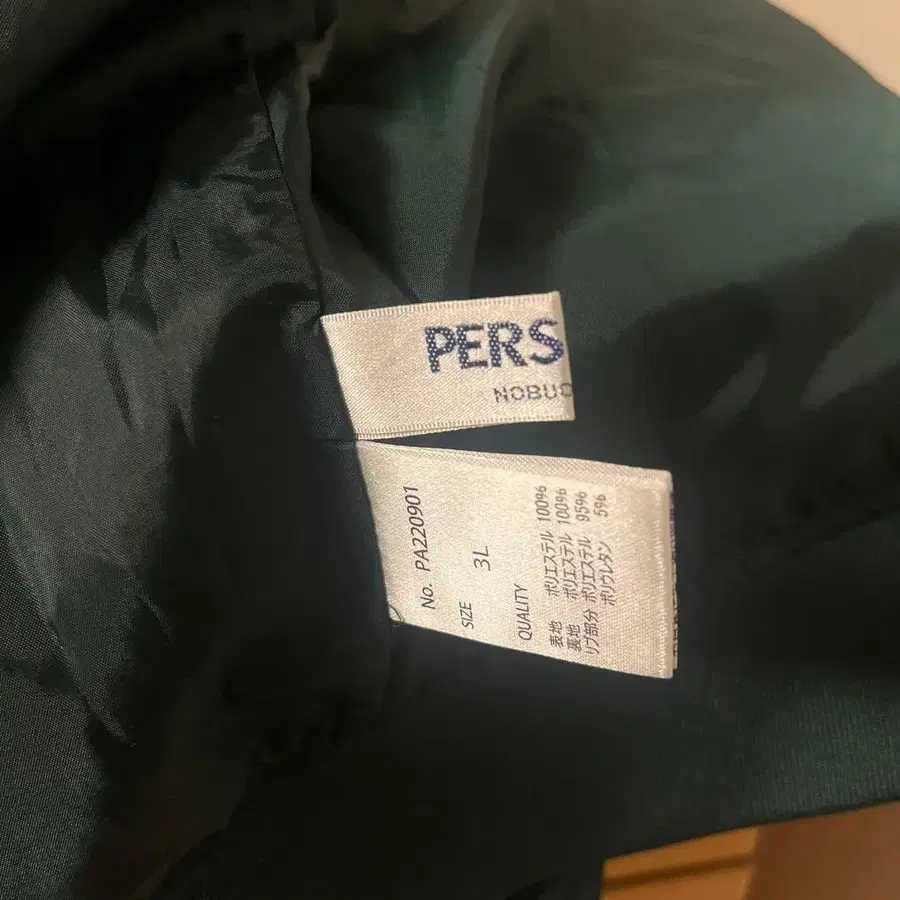 PERS
NOBUC
No. PA220901
SIZE 3L
QUALITY
表地 ポリエステル 100%
裏地 ポリエステル 100%
リブ部分 ポリエステル 95%
ポリウレタン 5%